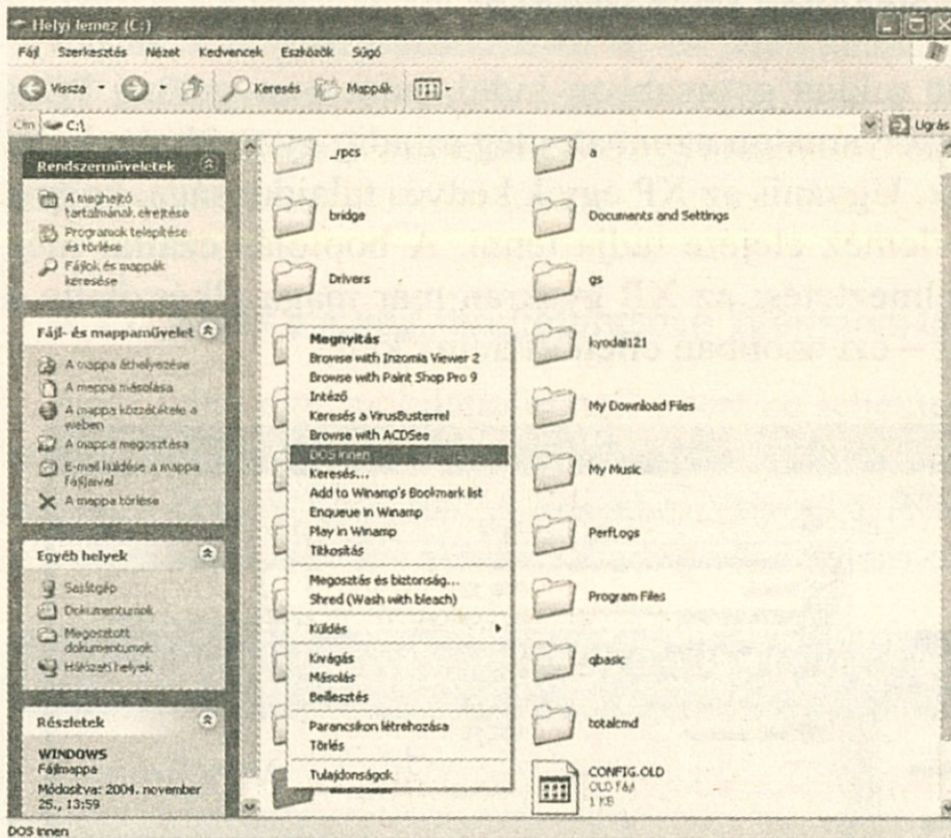 Helyi lemez (C:)
Fájl Szerkesztés Nézet Kedvencek Eszközök Súgó
Vissza Keresés Mappák
Cím C:\ Ugrás
Rendszerműveletek
A meghajtó
tartalmának elrejtése
Programok telepítése
és törlése
Fájlok és mappák
keresése
Fájl- és mappaművelet
A mappa áthelyezése
A mappa másolása
A mappa közzététele a
weben
A mappa megosztása
E-mail küldése a mappa
fájljaival
A mappa törlése
Egyéb helyek
Sajátgép
Dokumentumok
Megosztott
dokumentumok
Hálózati helyek
Részletek
WINDOWS
Fájlmappa
Módosítva: 2004. november
25., 13:59
_rpcs
a
bridge
Documents and Settings
Drivers
gs
kyodai121
My Download Files
My Music
PerfLogs
Program Files
qbasic
totalcmd
CONFIG.OLD
OLD fájl
1 KB
Megnyitás
Browse with Inzomia Viewer 2
Browse with Paint Shop Pro 9
Intéző
Keresés a VirusBusterrel
Browse with ACDSee
DOS innen
Keresés...
Add to Winamp's Bookmark list
Enqueue in Winamp
Play in Winamp
Titkosítás
Megosztás és biztonság...
Shred (Wash with bleach)
Küldés
Kivágás
Másolás
Beillesztés
Parancsikon létrehozása
Törlés
Tulajdonságok
DOS innen